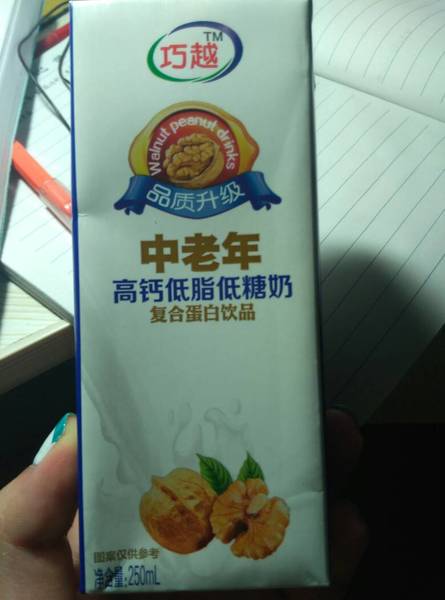 巧越 TM
Walnut peanut drinks
品质升级
中老年
高钙低脂低糖奶
复合蛋白饮品
图案仅供参考
净含量:250mL